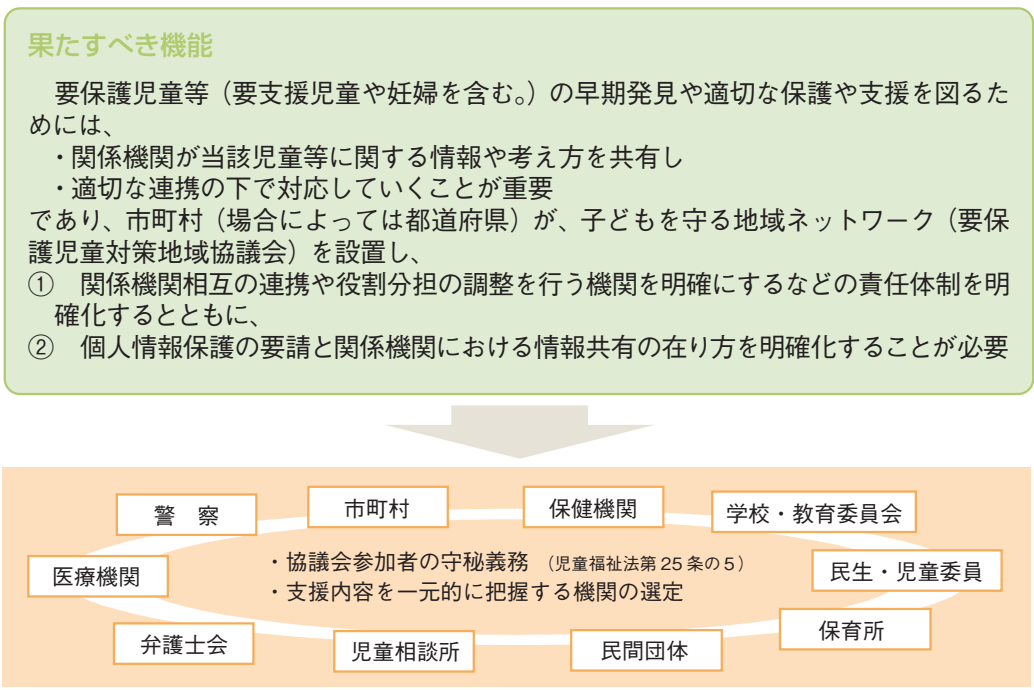 果たすべき機能
要保護児童等（要支援児童や妊婦を含む。）の早期発見や適切な保護や支援を図るた
めには、
・関係機関が当該児童等に関する情報や考え方を共有し
・適切な連携の下で対応していくことが重要
であり、市町村（場合によっては都道府県）が、子どもを守る地域ネットワーク（要保
護児童対策地域協議会）を設置し、
①　関係機関相互の連携や役割分担の調整を行う機関を明確にするなどの責任体制を明
確化するとともに、
②　個人情報保護の要請と関係機関における情報共有の在り方を明確化することが必要
警　察
市町村
保健機関
学校・教育委員会
医療機関
・協議会参加者の守秘義務　（児童福祉法第 25 条の５）
・支援内容を一元的に把握する機関の選定
民生・児童委員
弁護士会
児童相談所
民間団体
保育所